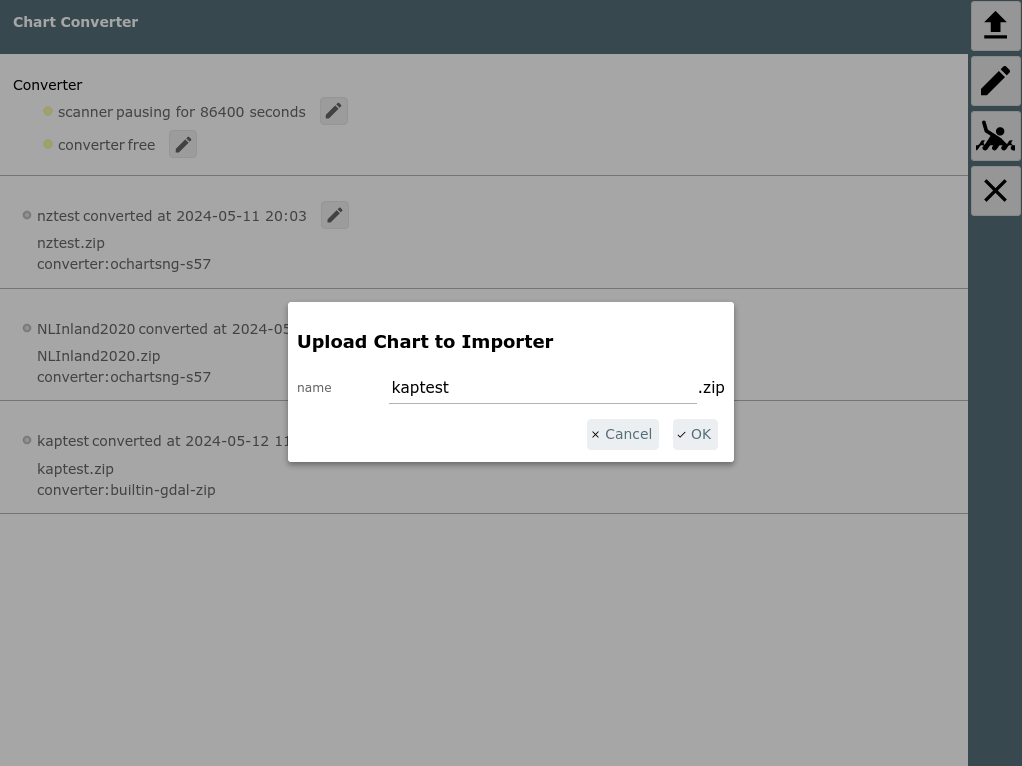 Chart Converter
Converter
scanner pausing for 86400 seconds
converter free
nztest converted at 2024-05-11 20:03
nztest.zip
converter:ochartsng-s57
NLInland2020 converted at 2024-05
NLInland2020.zip
converter:ochartsng-s57
kaptest converted at 2024-05-12 11
kaptest.zip
converter:builtin-gdal-zip
Upload Chart to Importer
name kaptest .zip
Cancel OK